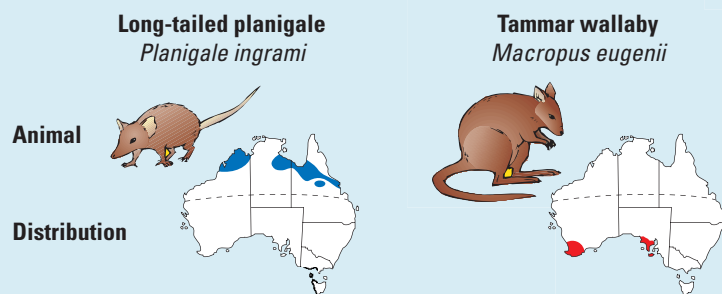 Long-tailed planigale
Planigale ingrami
Tammar wallaby
Macropus eugenii
Animal
Distribution